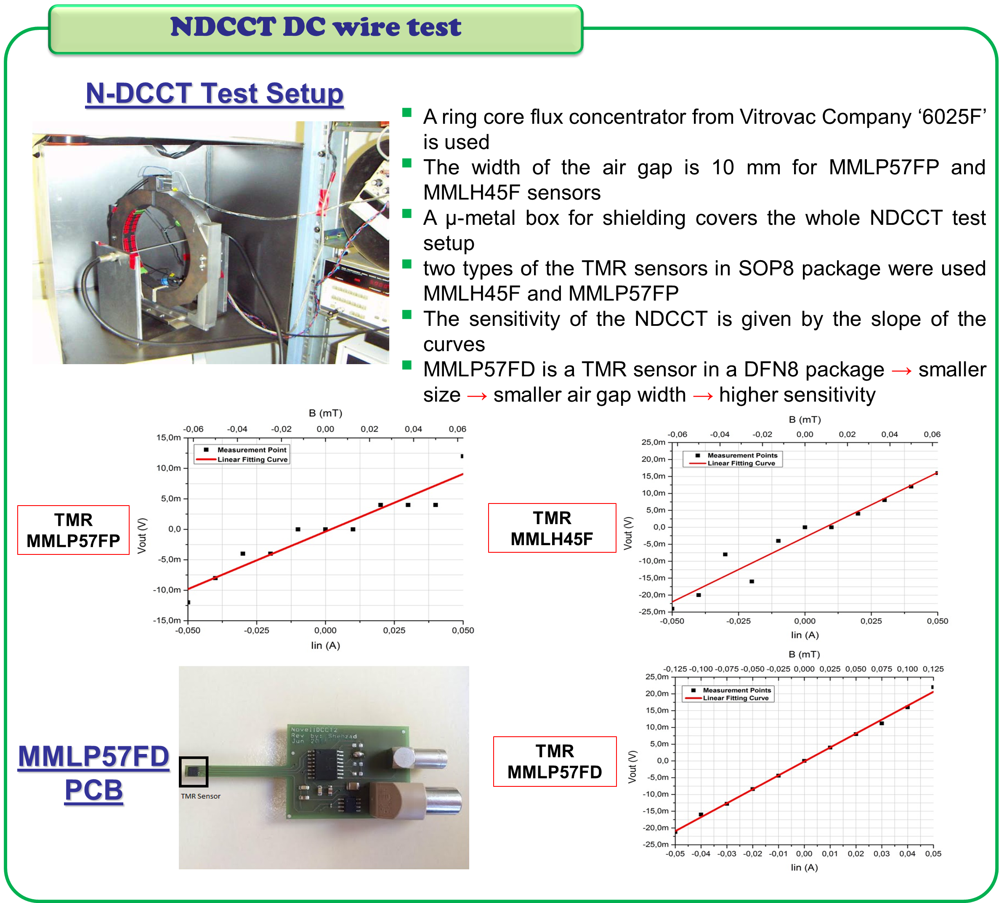 NDCCT DC wire test
N-DCCT Test Setup
A ring core flux concentrator from Vitrovac Company ‘6025F’
is used
The width of the air gap is 10 mm for MMLP57FP and
MMLH45F sensors
A µ-metal box for shielding covers the whole NDCCT test
setup
two types of the TMR sensors in SOP8 package were used
MMLH45F and MMLP57FP
The sensitivity of the NDCCT is given by the slope of the
curves
MMLP57FD is a TMR sensor in a DFN8 package → smaller
size → smaller air gap width → higher sensitivity
TMR
MMLP57FP
B (mT)
-0,06 -0,04 -0,02 0,00 0,02 0,04 0,06
15,0m
10,0m
5,0m
0,0
-5,0m
-10,0m
-15,0m
Vout (V)
Measurement Point
Linear Fitting Curve
-0,050 -0,025 0,000 0,025 0,050
Iin (A)
TMR
MMLH45F
B (mT)
-0,06 -0,04 -0,02 0,00 0,02 0,04 0,06
25,0m
20,0m
15,0m
10,0m
5,0m
0,0
-5,0m
-10,0m
-15,0m
-20,0m
-25,0m
Vout (V)
Measurement Points
Linear Fitting Curve
-0,050 -0,025 0,000 0,025 0,050
Iin (A)
MMLP57FD
PCB
NovellDCCT2
Rev by: Shehzad
Jun
TMR Sensor
TMR
MMLP57FD
B (mT)
-0,125 -0,100 -0,075 -0,050 -0,025 0,000 0,025 0,050 0,075 0,100 0,125
25,0m
20,0m
15,0m
10,0m
5,0m
0,0
-5,0m
-10,0m
-15,0m
-20,0m
-25,0m
Vout (V)
Measurement Points
Linear Fitting Curve
-0,05 -0,04 -0,03 -0,02 -0,01 0,00 0,01 0,02 0,03 0,04 0,05
Iin (A)